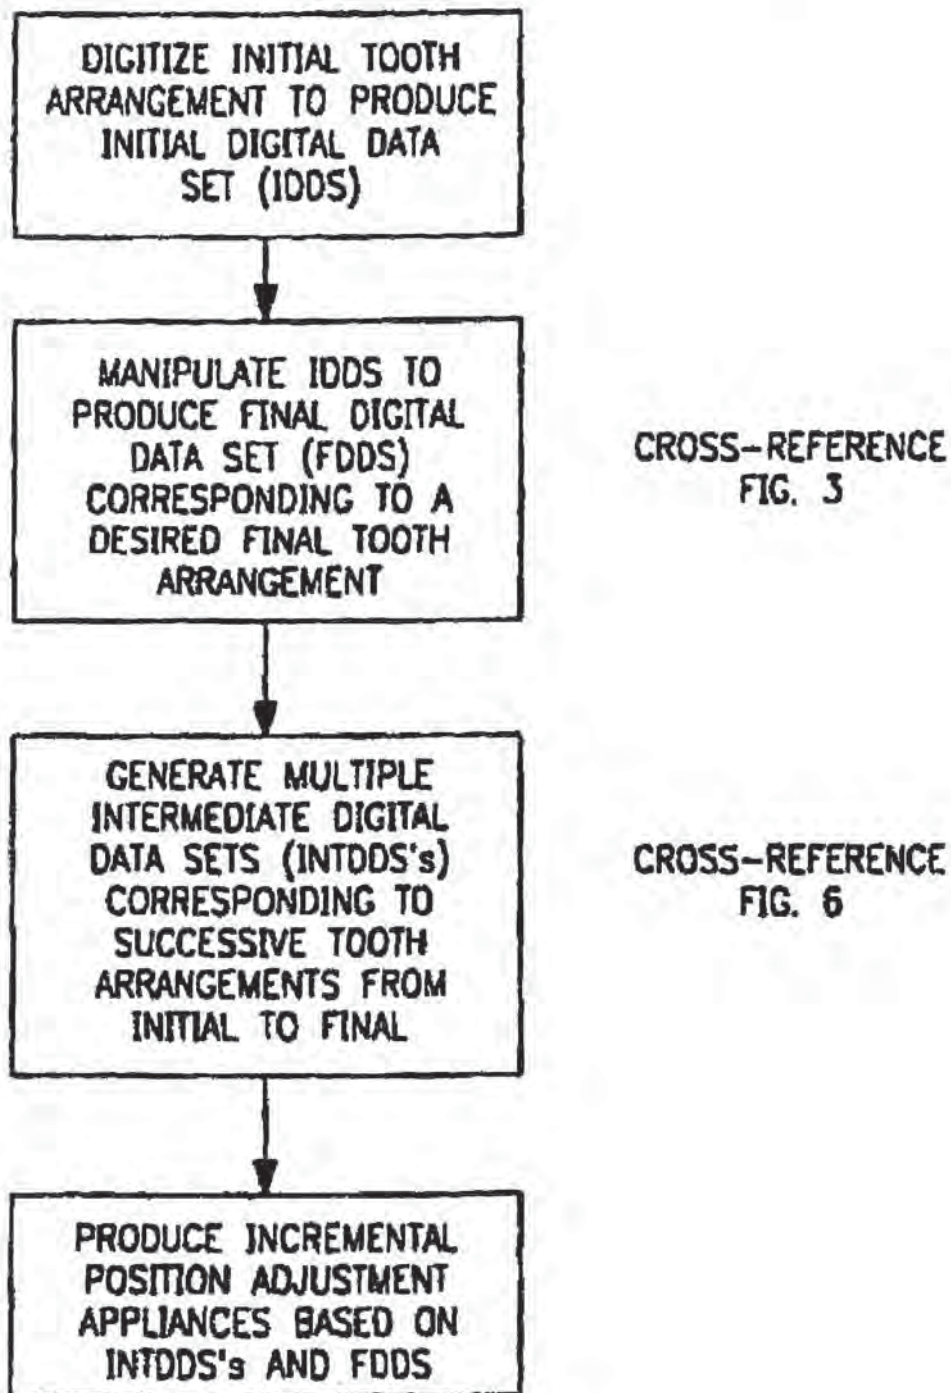 DIGITIZE INITIAL TOOTH
ARRANGEMENT TO PRODUCE
INITIAL DIGITAL DATA
SET (IDDS)
MANIPULATE IDDS TO
PRODUCE FINAL DIGITAL
DATA SET (FDDS)
CORRESPONDING TO A
DESIRED FINAL TOOTH
ARRANGEMENT
CROSS-REFERENCE
FIG. 3
GENERATE MULTIPLE
INTERMEDIATE DIGITAL
DATA SETS (INTDDS's)
CORRESPONDING TO
SUCCESSIVE TOOTH
ARRANGEMENTS FROM
INITIAL TO FINAL
CROSS-REFERENCE
FIG. 6
PRODUCE INCREMENTAL
POSITION ADJUSTMENT
APPLIANCES BASED ON
INTDDS's AND FDDS